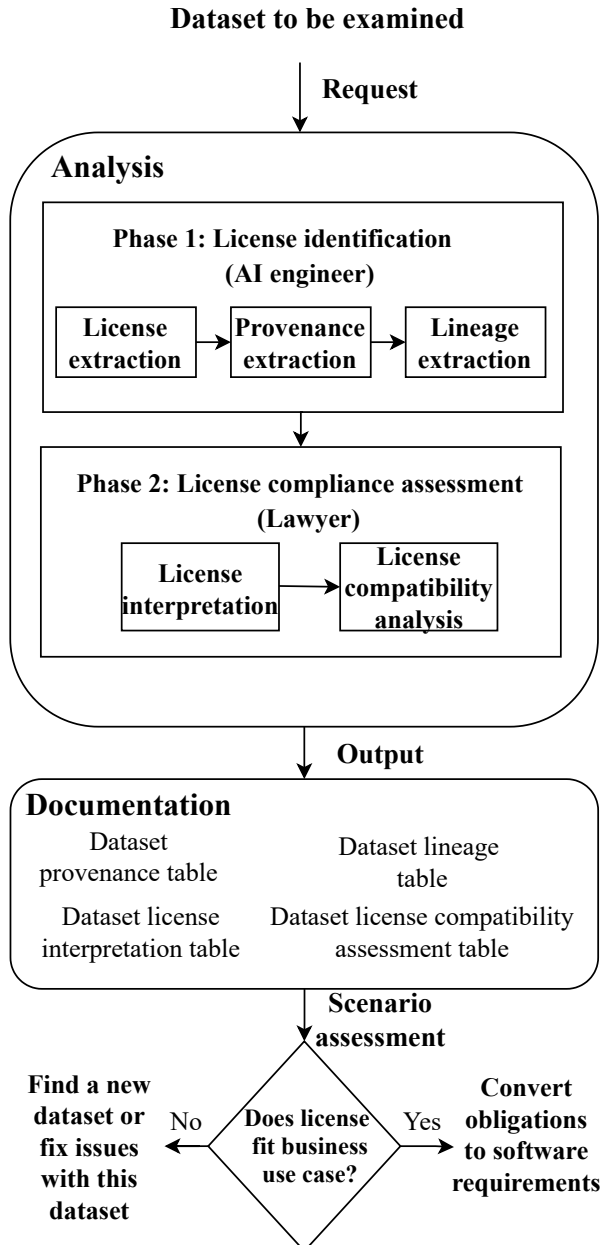 Dataset to be examined
Request
Analysis
Phase 1: License identification
(AI engineer)
License
extraction
Provenance
extraction
Lineage
extraction
Phase 2: License compliance assessment
(Lawyer)
License
interpretation
License
compatibility
analysis
Output
Documentation
Dataset
provenance table
Dataset lineage
table
Dataset license
interpretation table
Dataset license compatibility
assessment table
Scenario
assessment
Find a new
dataset or
fix issues
with this
dataset
No
Does license
fit business
use case?
Yes
Convert
obligations
to software
requirements